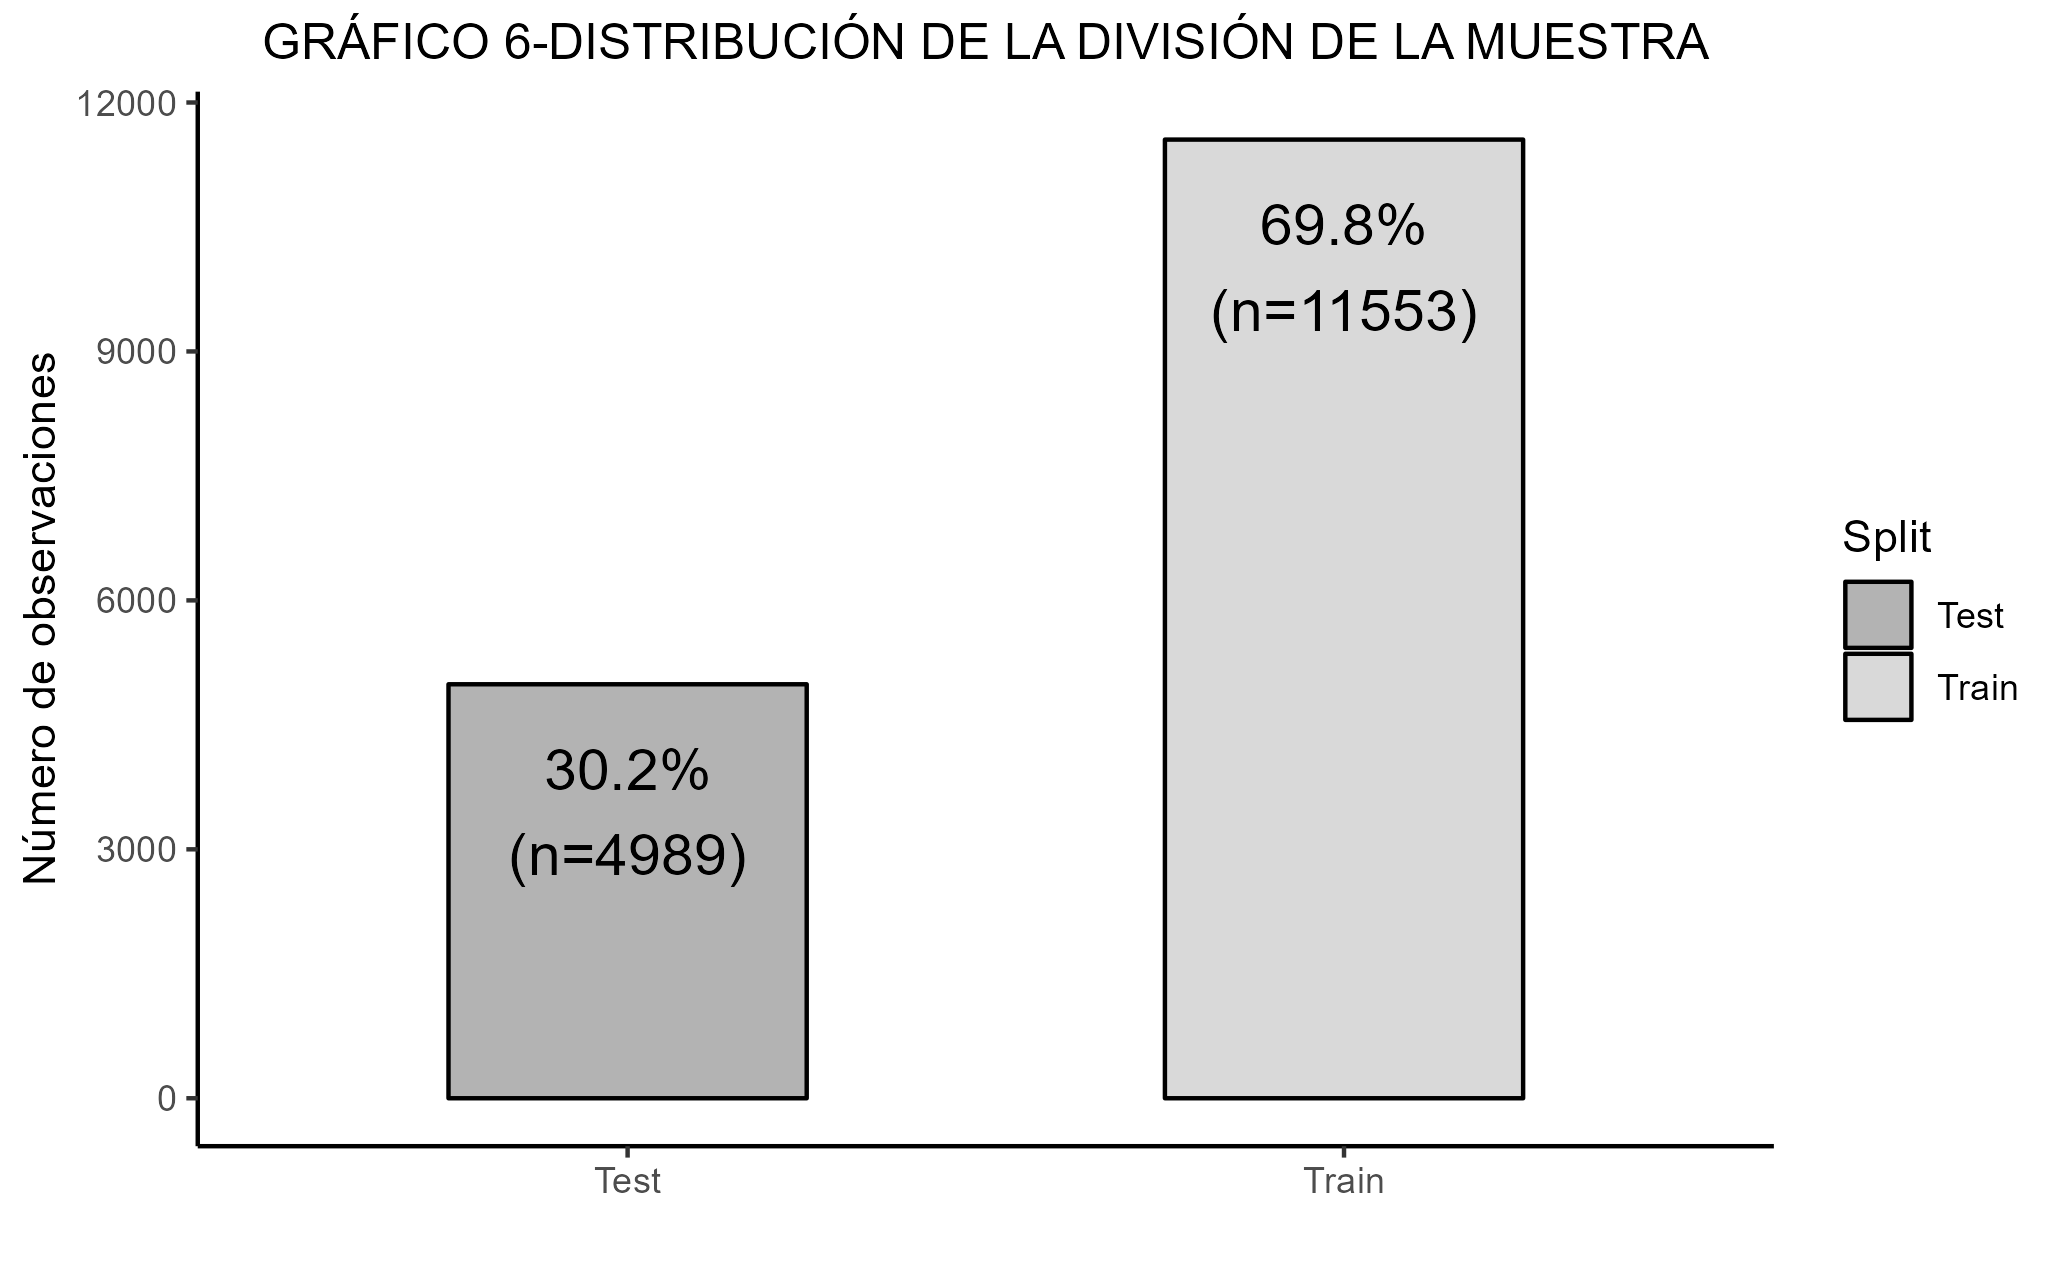 GRÁFICO 6-DISTRIBUCIÓN DE LA DIVISIÓN DE LA MUESTRA
Número de observaciones
12000
9000
6000
3000
0
30.2%
(n=4989)
69.8%
(n=11553)
Test
Train
Split
Test
Train